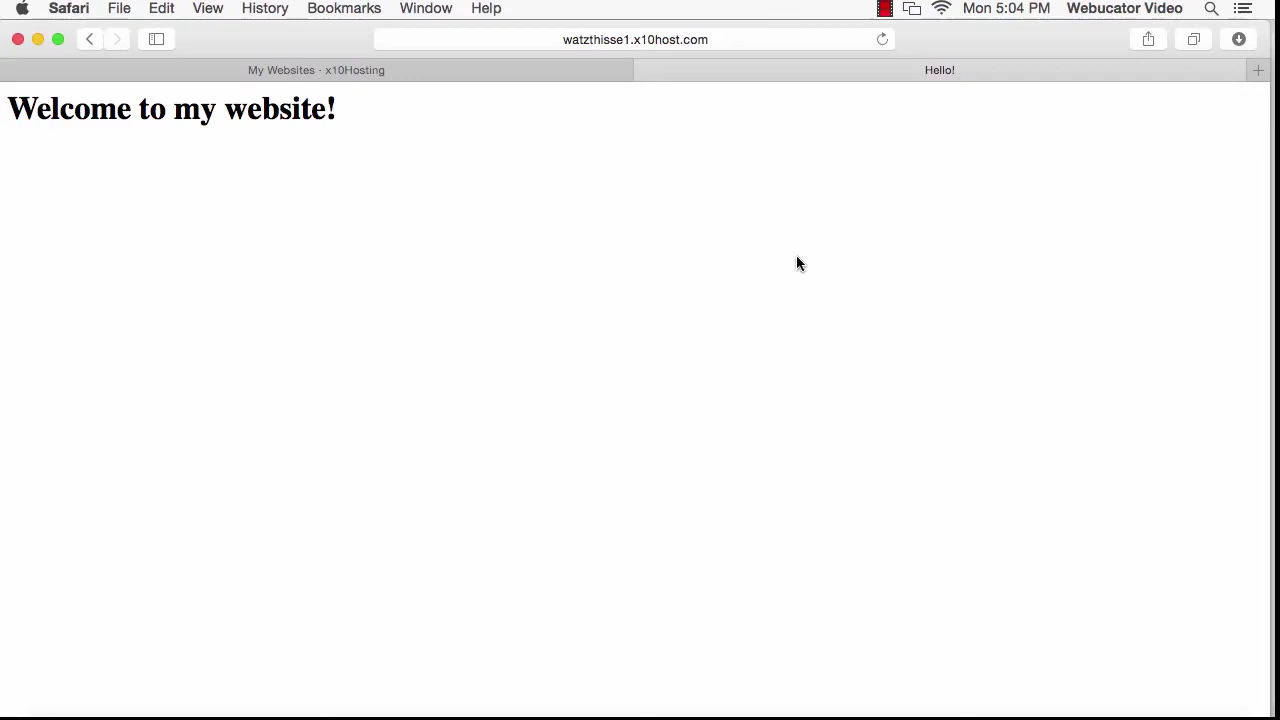 Safari File Edit View History Bookmarks Window Help Mon 5:04 PM Webucator Video
watzthisse1.x10host.com
My Websites - x10Hosting Hello!
Welcome to my website!